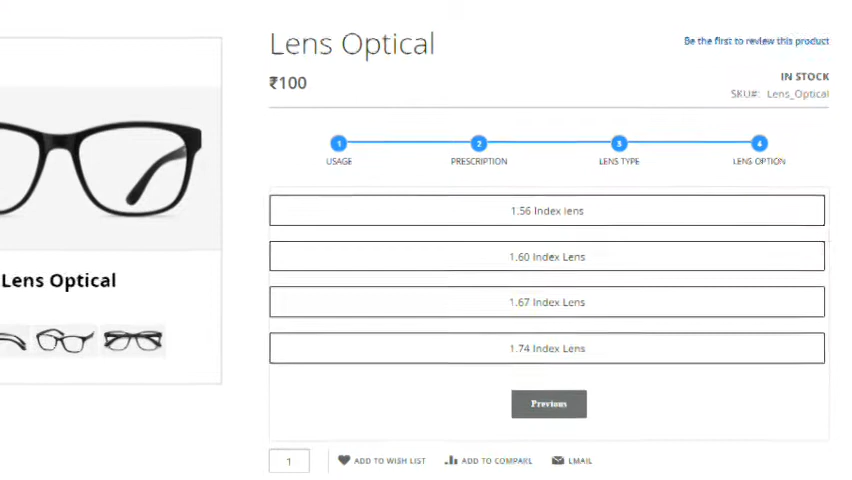 Lens Optical
Be the first to review this product
₹100
IN STOCK
SKU#: Lens_Optical
1 2 3 4
USAGE PRESCRIPTION LENS TYPE LENS OPTION
1.56 Index lens
1.60 Index Lens
1.67 Index Lens
1.74 Index Lens
Previous
1 ADD TO WISH LIST ADD TO COMPARE EMAIL
Lens Optical